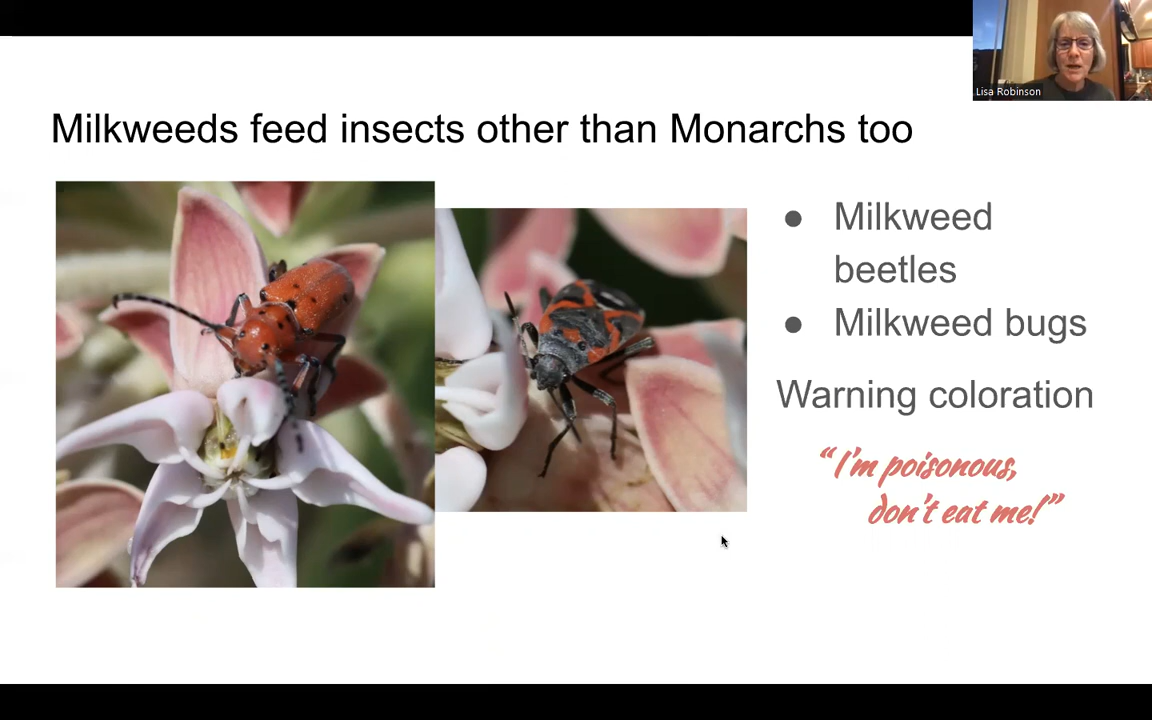 Lisa Robinson
Milkweeds feed insects other than Monarchs too
● Milkweed
beetles
● Milkweed bugs
Warning coloration
“I'm poisonous,
don't eat me!”